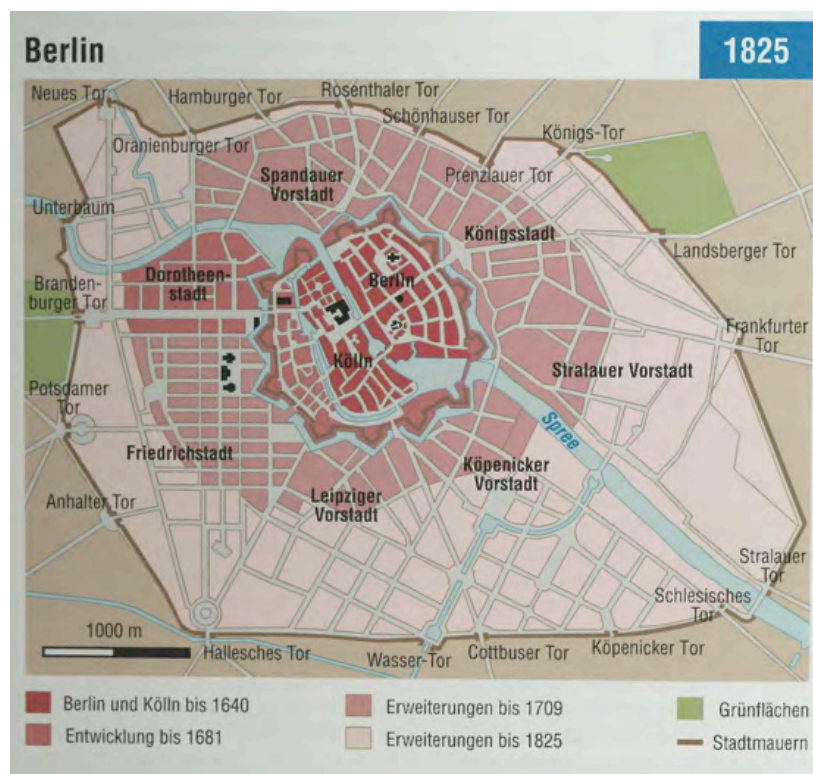 Berlin
1825
Neues Tor
Hamburger Tor
Rosenthaler Tor
Schönhauser Tor
Königs-Tor
Oranienburger Tor
Prenzlauer Tor
Spandauer
Vorstadt
Unterbaum
Königsstadt
Landsberger Tor
Dorotheen-
stadt
Berlin
Branden-
burger Tor
Frankfurter
Tor
Kölln
Stralauer Vorstadt
Potsdamer
Tor
Spree
Friedrichstadt
Köpenicker
Vorstadt
Leipziger
Vorstadt
Anhalter Tor
Stralauer
Tor
Schlesisches
Tor
1000 m
Hallesches Tor
Wasser-Tor
Cottbuser Tor
Köpenicker Tor
Berlin und Kölln bis 1640
Erweiterungen bis 1709
Grünflächen
Entwicklung bis 1681
Erweiterungen bis 1825
Stadtmauern